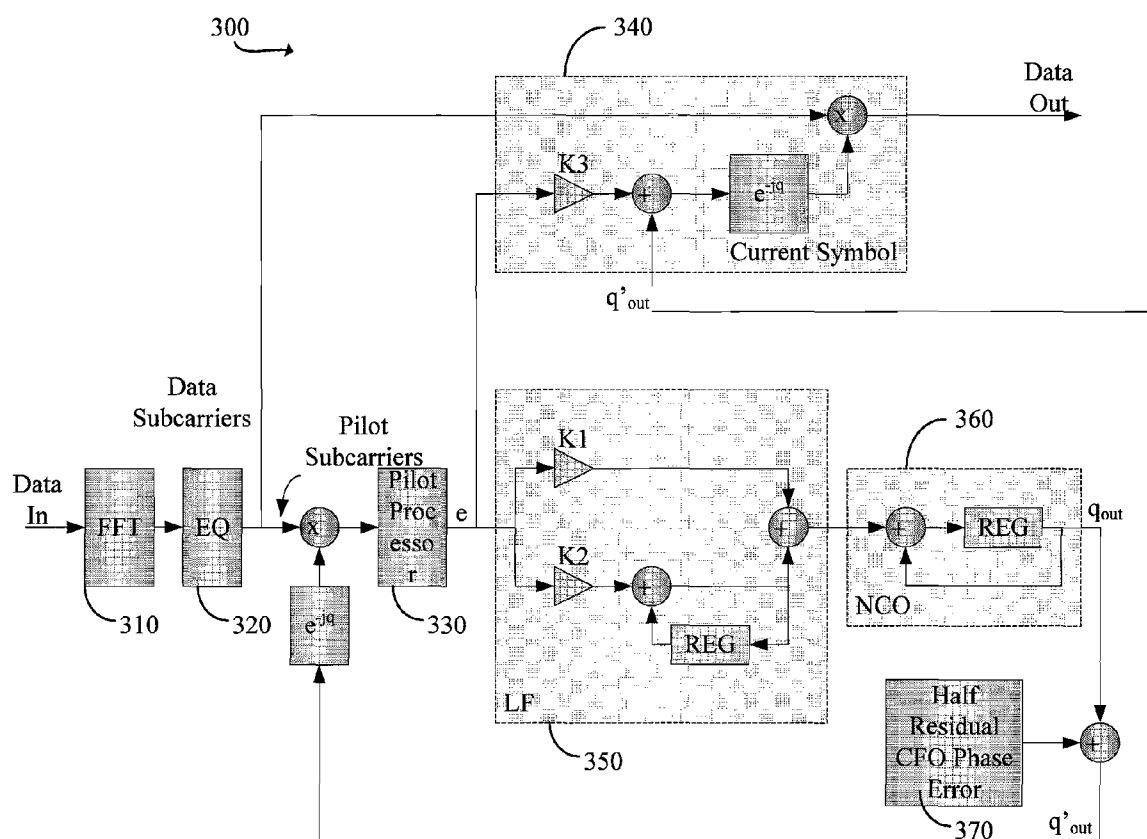 300
340
Data
Out
K3
+
x
e-jq
Current Symbol
q'out
Data
Subcarriers
Pilot
Subcarriers
Data
In
FFT
EQ
x
Pilot
Proc
esso
r
e
310
320
330
e-jq
K1
K2
+
+
REG
LF
350
360
+
REG
NCO
qout
Half
Residual
CFO Phase
Error
370
+
q'out